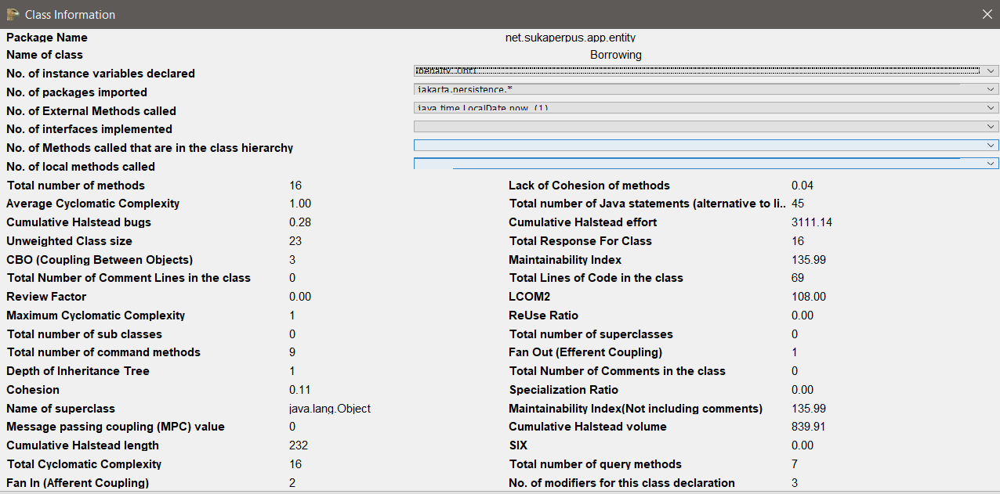 Class Information
Package Name net.sukaperpus.app.entity
Name of class Borrowing
No. of instance variables declared penalty (int)
No. of packages imported jakarta.persistence.*
No. of External Methods called java.time.LocalDate.now (1)
No. of interfaces implemented
No. of Methods called that are in the class hierarchy
No. of local methods called
Total number of methods 16 Lack of Cohesion of methods 0.04
Average Cyclomatic Complexity 1.00 Total number of Java statements (alternative to li.. 45
Cumulative Halstead bugs 0.28 Cumulative Halstead effort 3111.14
Unweighted Class size 23 Total Response For Class 16
CBO (Coupling Between Objects) 3 Maintainability Index 135.99
Total Number of Comment Lines in the class 0 Total Lines of Code in the class 69
Review Factor 0.00 LCOM2 108.00
Maximum Cyclomatic Complexity 1 ReUse Ratio 0.00
Total number of sub classes 0 Total number of superclasses 0
Total number of command methods 9 Fan Out (Efferent Coupling) 1
Depth of Inheritance Tree 1 Total Number of Comments in the class 0
Cohesion 0.11 Specialization Ratio 0.00
Name of superclass java.lang.Object Maintainability Index(Not including comments) 135.99
Message passing coupling (MPC) value 0 Cumulative Halstead volume 839.91
Cumulative Halstead length 232 SIX 0.00
Total Cyclomatic Complexity 16 Total number of query methods 7
Fan In (Afferent Coupling) 2 No. of modifiers for this class declaration 3